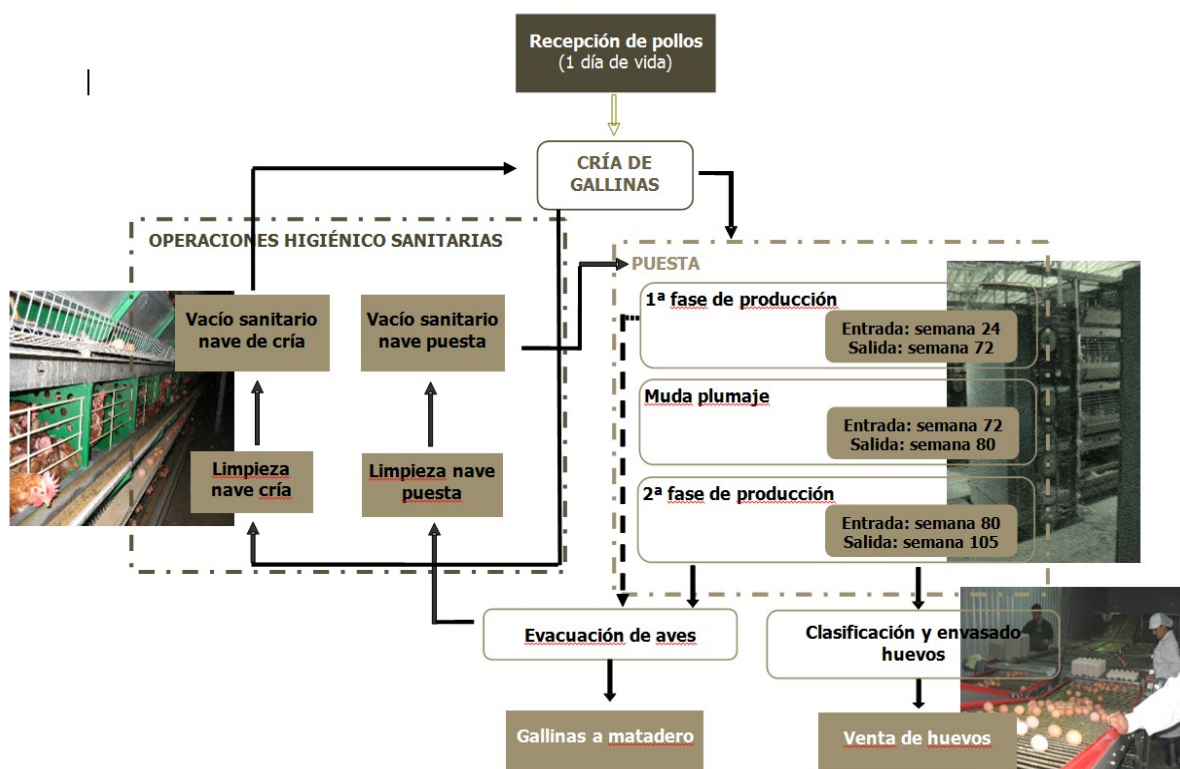 Recepción de pollos
(1 día de vida)
CRÍA DE
GALLINAS
OPERACIONES HIGIÉNICO SANITARIAS
PUESTA
Vacío sanitario
nave de cría
Vacío sanitario
nave puesta
1ª fase de producción
Entrada: semana 24
Salida: semana 72
Muda plumaje
Entrada: semana 72
Salida: semana 80
Limpieza
nave cría
Limpieza nave
puesta
2ª fase de producción
Entrada: semana 80
Salida: semana 105
Evacuación de aves
Clasificación y envasado
huevos
Gallinas a matadero
Venta de huevos